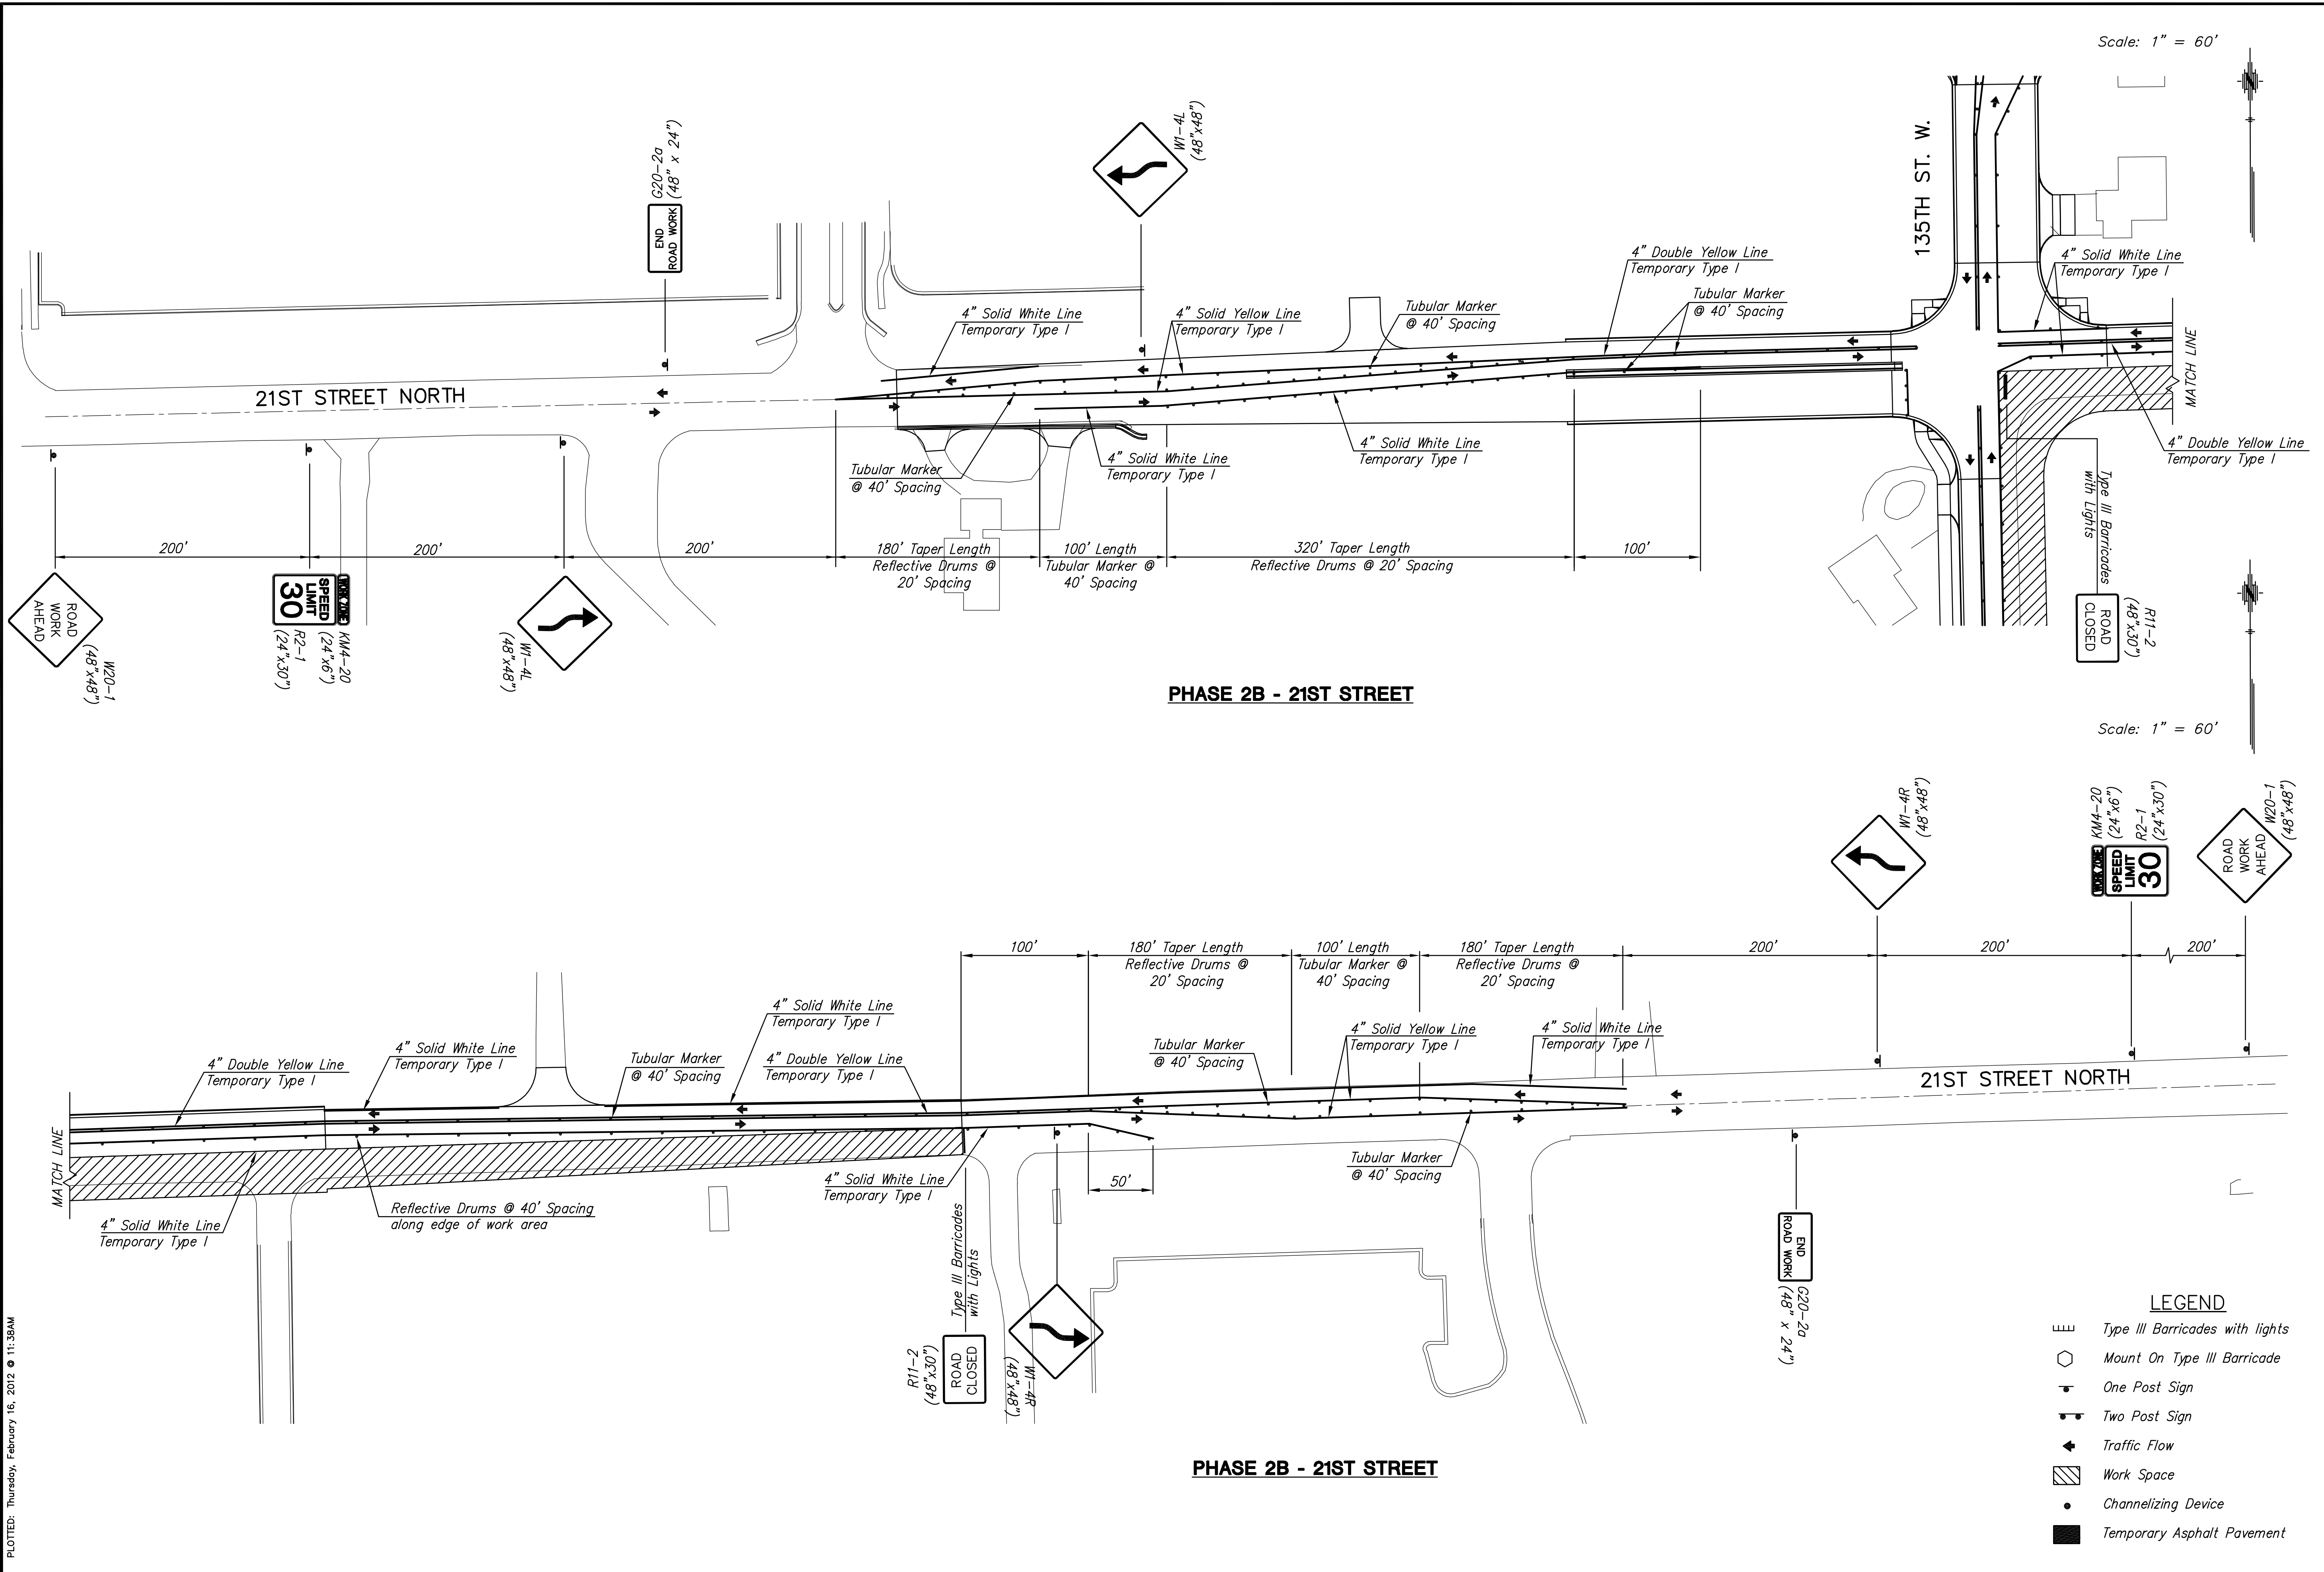 Scale: 1" = 60'
G20-2a
(48" x 24")
END
ROAD WORK
W1-4L
(48"x48")
135TH ST. W.
4" Double Yellow Line
Temporary Type I
4" Solid White Line
Temporary Type I
4" Solid White Line
Temporary Type I
4" Solid Yellow Line
Temporary Type I
Tubular Marker
@ 40' Spacing
Tubular Marker
@ 40' Spacing
MATCH LINE
21ST STREET NORTH
Tubular Marker
@ 40' Spacing
4" Solid White Line
Temporary Type I
4" Solid White Line
Temporary Type I
4" Double Yellow Line
Temporary Type I
Type III Barricades
with Lights
200'
200'
200'
180' Taper Length
Reflective Drums @
20' Spacing
100' Length
Tubular Marker @
40' Spacing
320' Taper Length
Reflective Drums @ 20' Spacing
100'
ROAD
WORK
AHEAD
W20-1
(48"x48")
WORK ZONE
SPEED
LIMIT
30
KM4-20
(24"x6")
R2-1
(24"x30")
W1-4L
(48"x48")
ROAD
CLOSED
R11-2
(48"x30")
PHASE 2B - 21ST STREET
Scale: 1" = 60'
W1-4R
(48"x48")
KM4-20
(24"x6")
R2-1
(24"x30")
WORK ZONE
SPEED
LIMIT
30
W20-1
(48"x48")
ROAD
WORK
AHEAD
100'
180' Taper Length
Reflective Drums @
20' Spacing
100' Length
Tubular Marker @
40' Spacing
180' Taper Length
Reflective Drums @
20' Spacing
200'
200'
200'
4" Double Yellow Line
Temporary Type I
4" Solid White Line
Temporary Type I
Tubular Marker
@ 40' Spacing
4" Solid White Line
Temporary Type I
4" Double Yellow Line
Temporary Type I
Tubular Marker
@ 40' Spacing
4" Solid Yellow Line
Temporary Type I
4" Solid White Line
Temporary Type I
21ST STREET NORTH
MATCH LINE
4" Solid White Line
Temporary Type I
Reflective Drums @ 40' Spacing
along edge of work area
4" Solid White Line
Temporary Type I
50'
Tubular Marker
@ 40' Spacing
Type III Barricades
with Lights
R11-2
(48"x30")
ROAD
CLOSED
W1-4R
(48"x48")
END
ROAD WORK
G20-2a
(48" x 24")
PHASE 2B - 21ST STREET
LEGEND
Type III Barricades with lights
Mount On Type III Barricade
One Post Sign
Two Post Sign
Traffic Flow
Work Space
Channelizing Device
Temporary Asphalt Pavement
PLOTTED: Thursday, February 16, 2012 @ 11:38AM